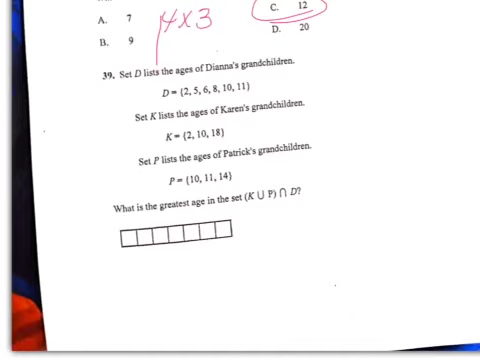 A. 7
B. 9
4 x 3
C. 12
D. 20
39. Set D lists the ages of Dianna's grandchildren.
D = {2, 5, 6, 8, 10, 11}
Set K lists the ages of Karen's grandchildren.
K = {2, 10, 18}
Set P lists the ages of Patrick's grandchildren.
P = {10, 11, 14}
What is the greatest age in the set (K ∪ P) ∩ D?